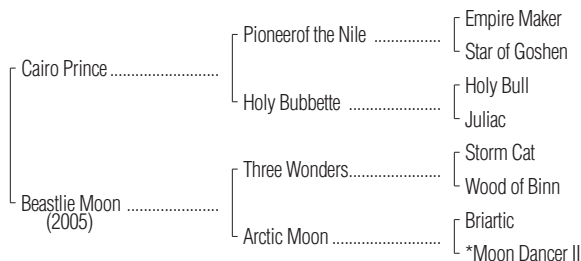 Empire Maker
Pioneerof the Nile ....................
Star of Goshen
Cairo Prince ...........................
Holy Bull
Holy Bubbette .......................
Juliac
Storm Cat
Three Wonders.......................
Wood of Binn
Beastlie Moon .......................
(2005)
Briartic
Arctic Moon ...........................
*Moon Dancer II